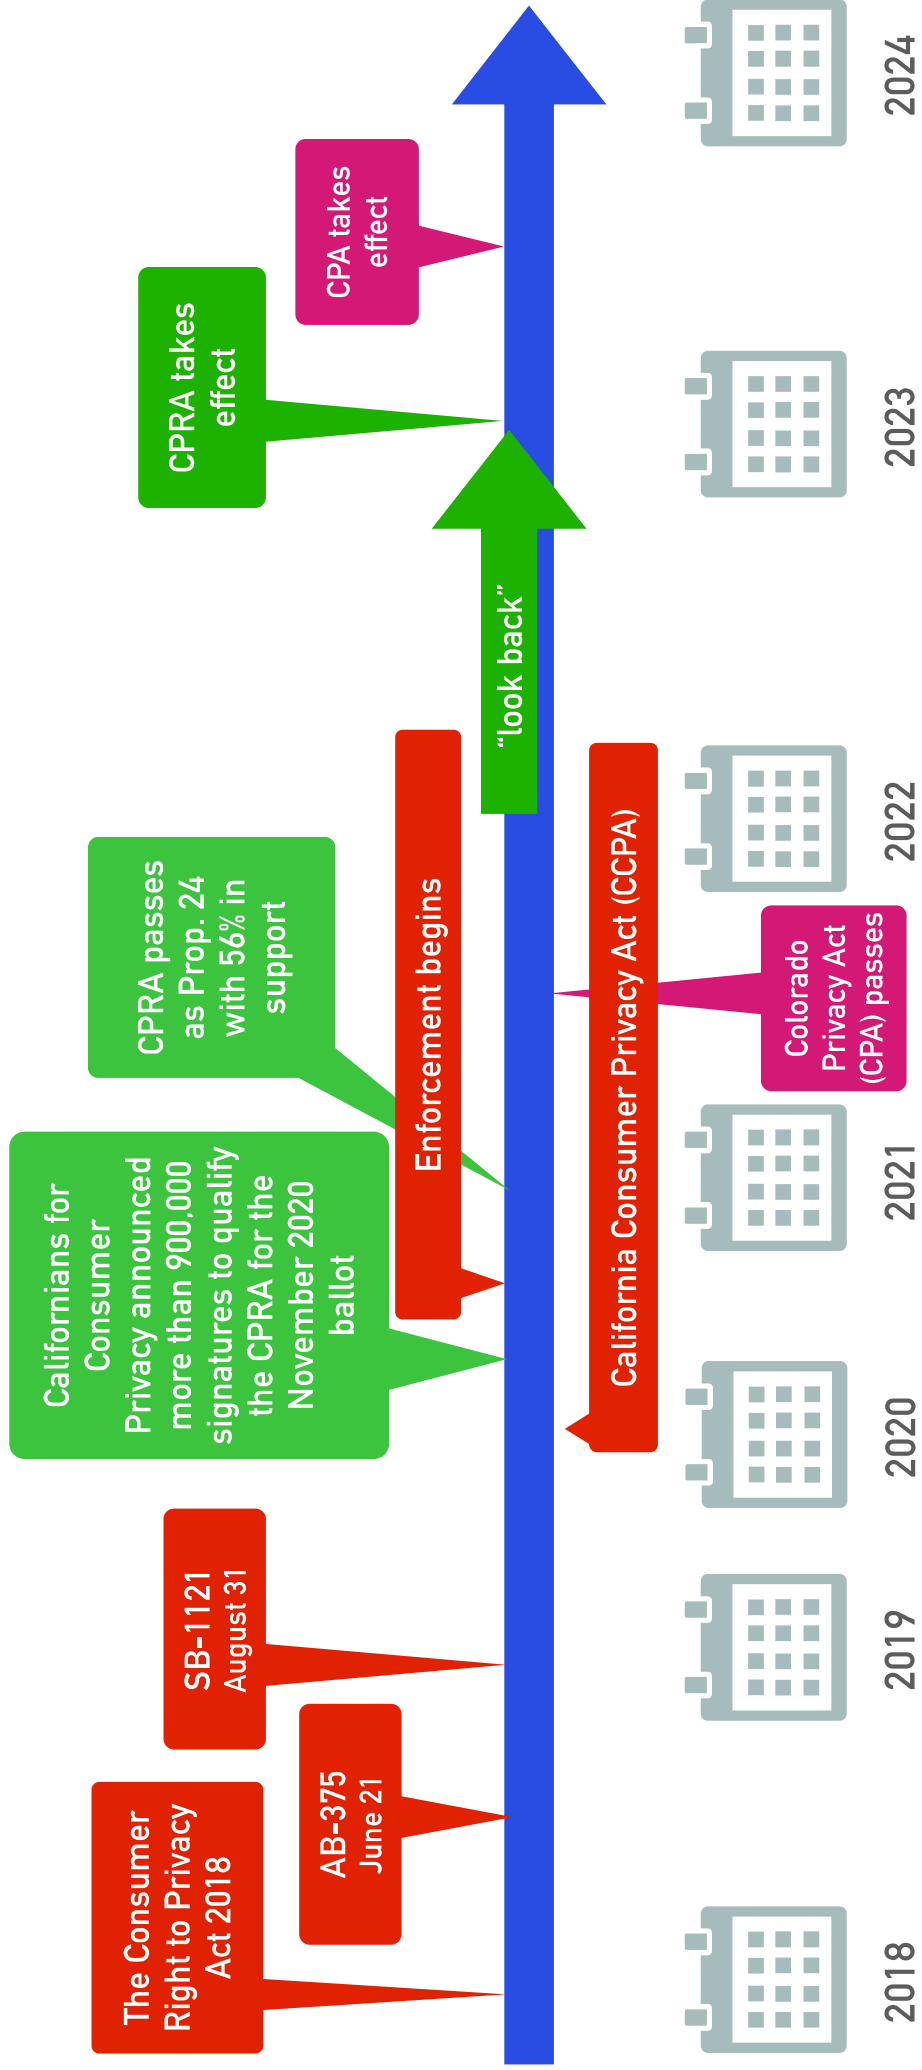 The Consumer
Right to Privacy
Act 2018
AB-375
June 21
SB-1121
August 31
Californians for
Consumer
Privacy announced
more than 900,000
signatures to qualify
the CPRA for the
November 2020
ballot
CPRA passes
as Prop. 24
with 56% in
support
Enforcement begins
"look back"
CPRA takes
effect
CPA takes
effect
California Consumer Privacy Act (CCPA)
Colorado
Privacy Act
(CPA) passes
2018
2019
2020
2021
2022
2023
2024